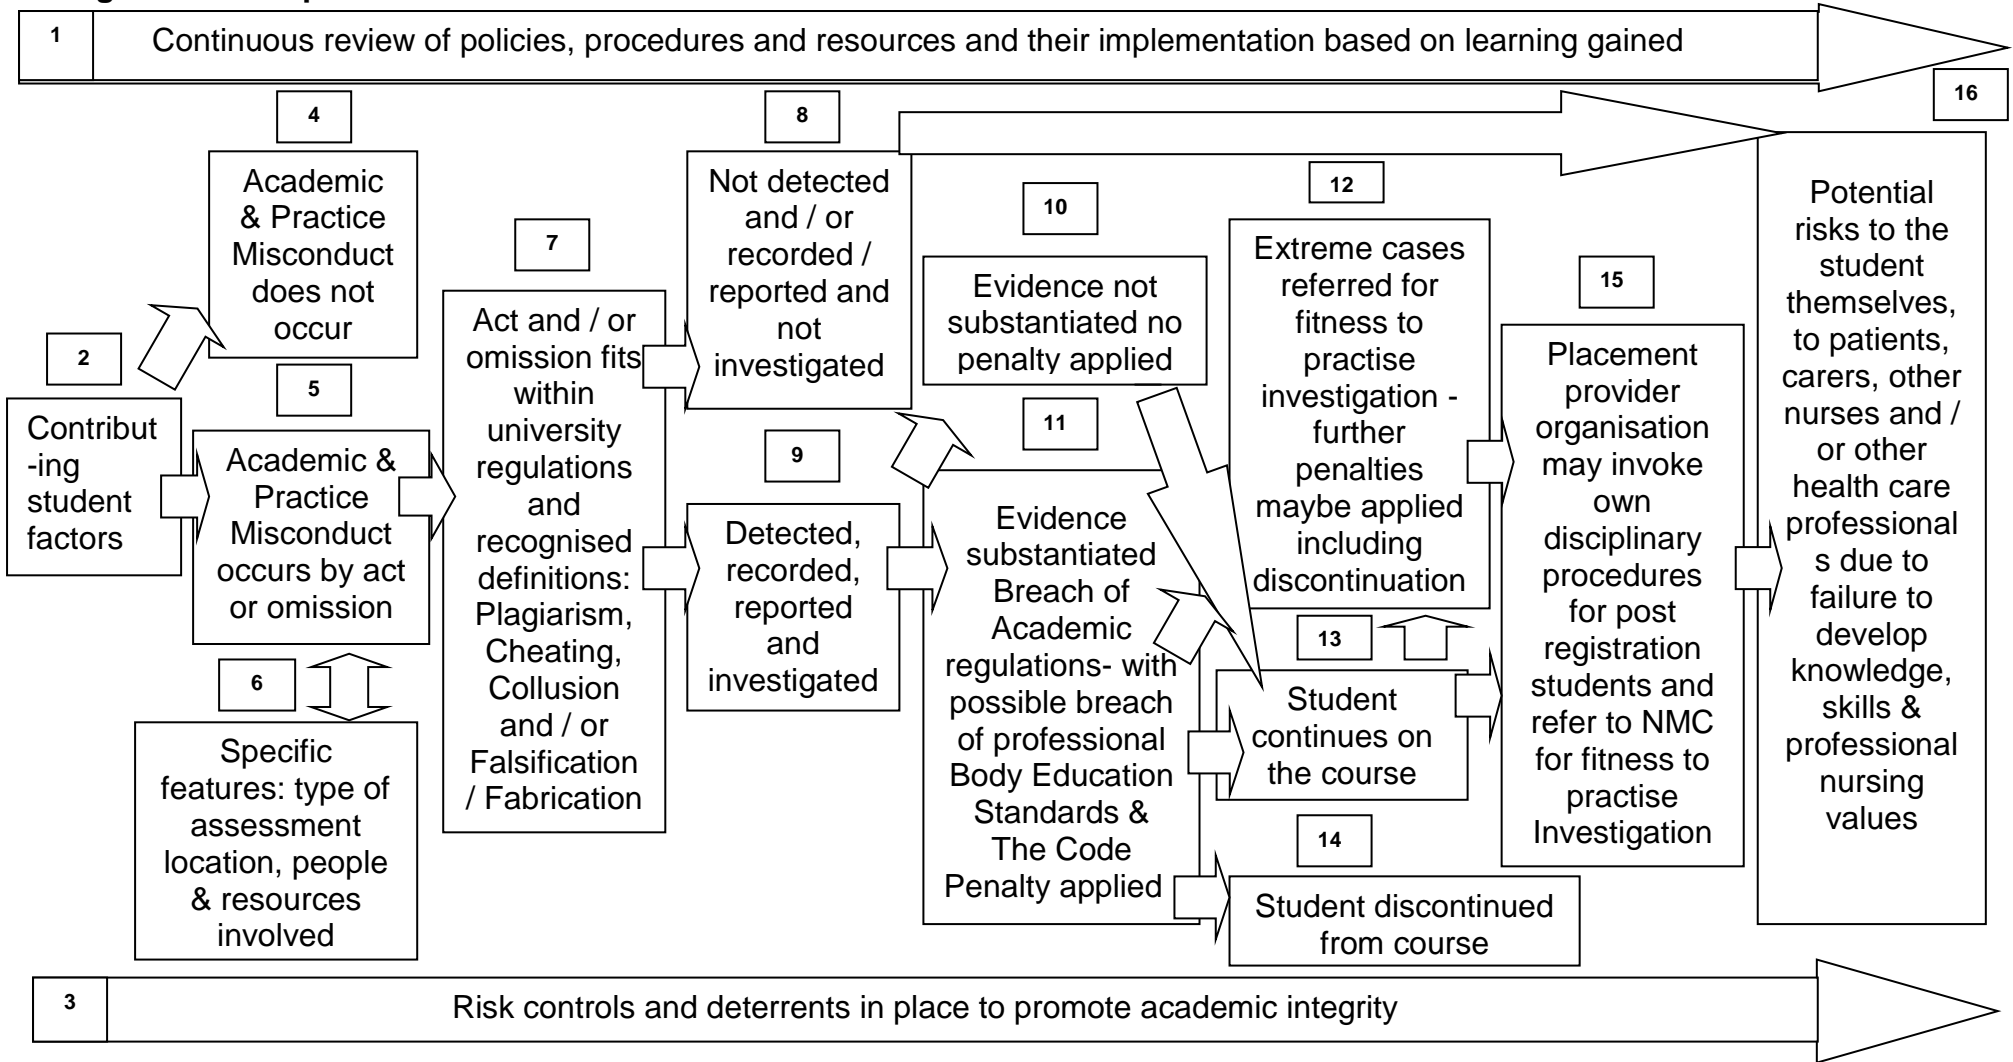 1
Continuous review of policies, procedures and resources and their implementation based on learning gained
2
Contribut
-ing
student
factors
4
Academic
& Practice
Misconduct
does not
occur
5
Academic &
Practice
Misconduct
occurs by act
or omission
6
Specific
features: type of
assessment
location, people
& resources
involved
7
Act and / or
omission fits
within
university
regulations
and
recognised
definitions:
Plagiarism,
Cheating,
Collusion
and / or
Falsification
/ Fabrication
8
Not detected
and / or
recorded /
reported and
not
investigated
9
Detected,
recorded,
reported
and
investigated
10
Evidence not
substantiated no
penalty applied
11
Evidence
substantiated
Breach of
Academic
regulations- with
possible breach
of professional
Body Education
Standards &
The Code
Penalty applied
12
Extreme cases
referred for
fitness to
practise
investigation -
further
penalties
maybe applied
including
discontinuation
13
Student
continues on
the course
14
Student discontinued
from course
15
Placement
provider
organisation
may invoke
own
disciplinary
procedures
for post
registration
students and
refer to NMC
for fitness to
practise
Investigation
16
Potential
risks to the
student
themselves,
to patients,
carers, other
nurses and /
or other
health care
professional
s due to
failure to
develop
knowledge,
skills &
professional
nursing
values
3
Risk controls and deterrents in place to promote academic integrity